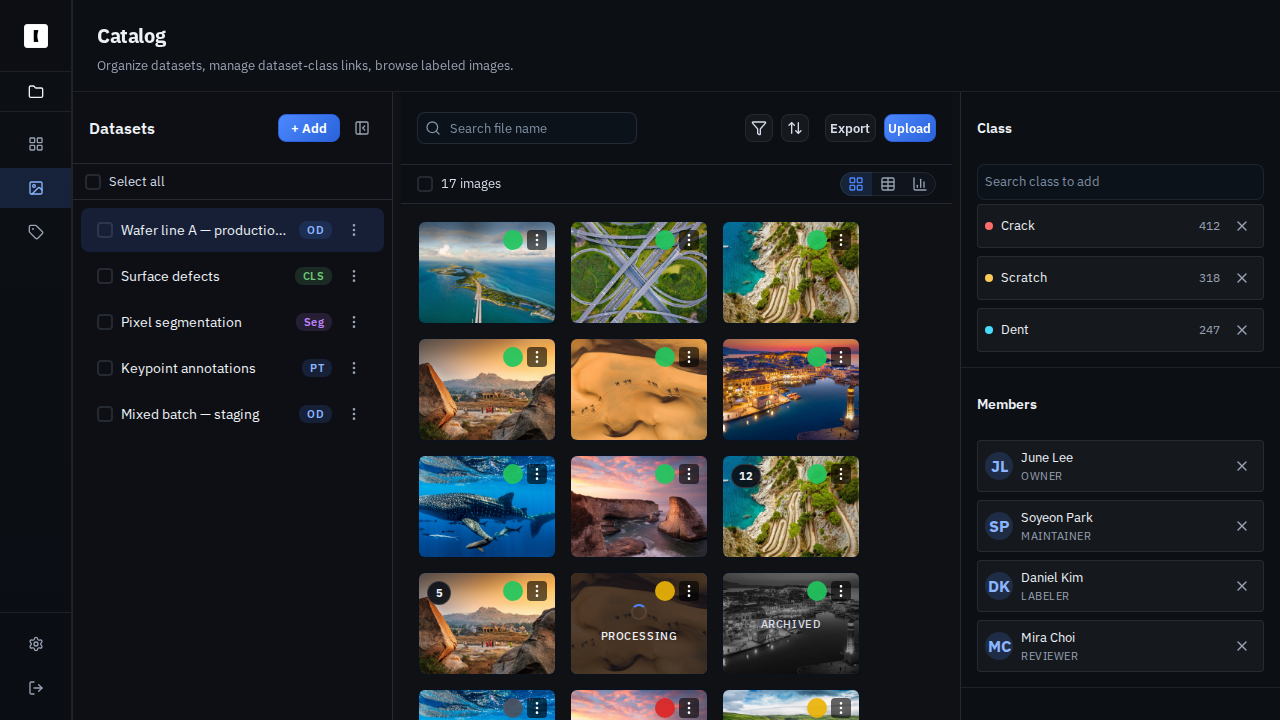 Catalog
Organize datasets, manage dataset-class links, browse labeled images.
Datasets
+ Add
Select all
Wafer line A — productio... OD
Surface defects CLS
Pixel segmentation Seg
Keypoint annotations PT
Mixed batch — staging OD
Search file name
Export
Upload
17 images
12
5
PROCESSING
ARCHIVED
Class
Search class to add
Crack 412
Scratch 318
Dent 247
Members
JL June Lee
OWNER
SP Soyeon Park
MAINTAINER
DK Daniel Kim
LABELER
MC Mira Choi
REVIEWER